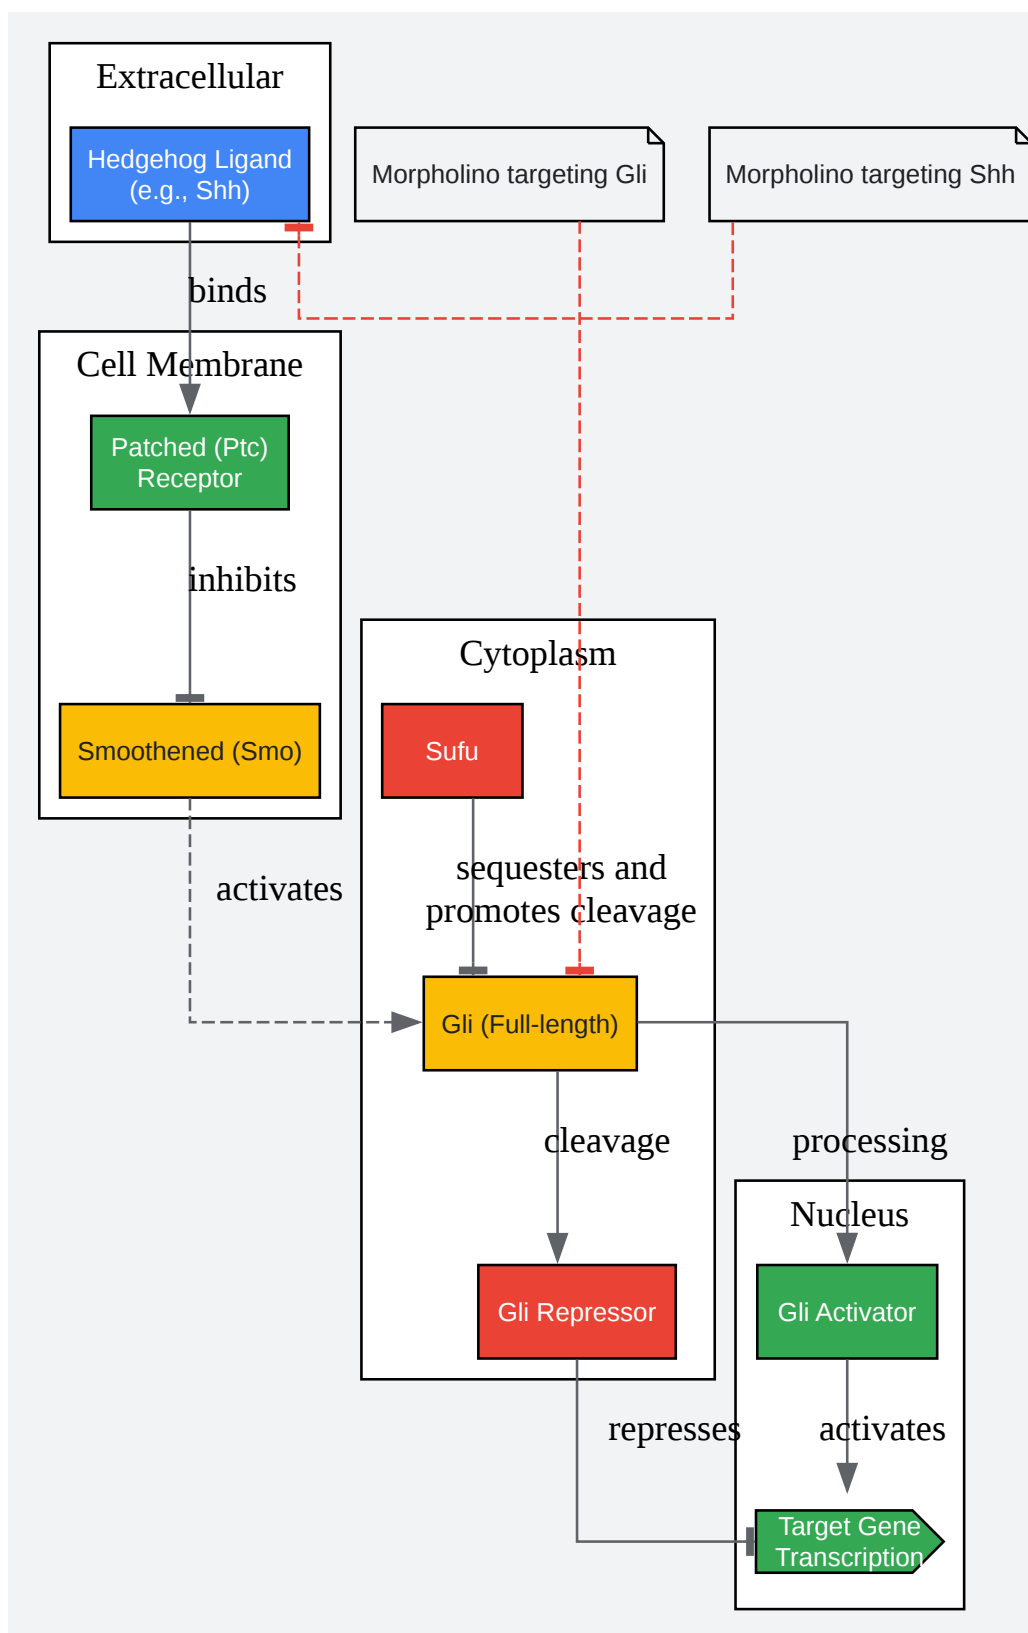 Extracellular
Hedgehog Ligand
(e.g., Shh)
Morpholino targeting Gli
Morpholino targeting Shh
binds
Cell Membrane
Patched (Ptc)
Receptor
inhibits
Smoothened (Smo)
activates
Cytoplasm
Sufu
sequesters and
promotes cleavage
Gli (Full-length)
cleavage
processing
Gli Repressor
Nucleus
Gli Activator
represses
activates
Target Gene
Transcription